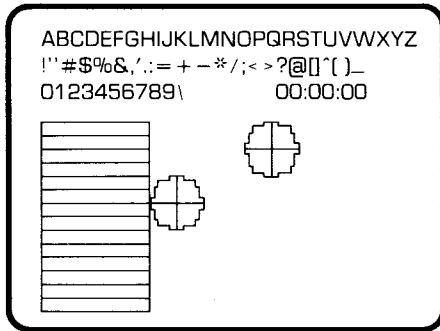 ABCDEFGHIJKLMNOPQRSTUVWXYZ
!"#$%&,'.:=+-*/;<>?@[]^()_
0123456789\ 00:00:00